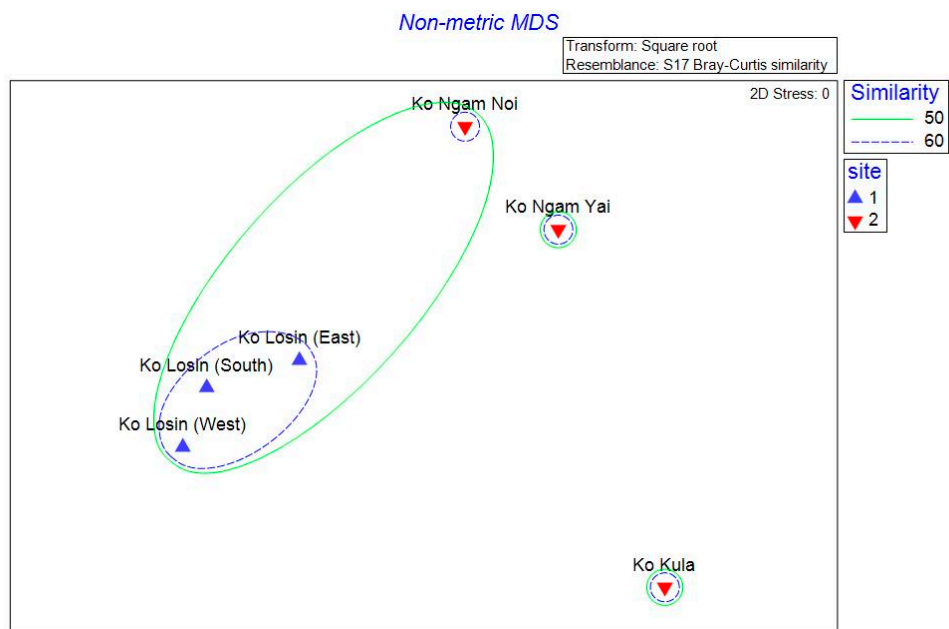 Non-metric MDS
Transform: Square root
Resemblance: S17 Bray-Curtis similarity
2D Stress: 0
Similarity
50
60
site
1
2
Ko Ngam Noi
Ko Ngam Yai
Ko Losin (East)
Ko Losin (South)
Ko Losin (West)
Ko Kula